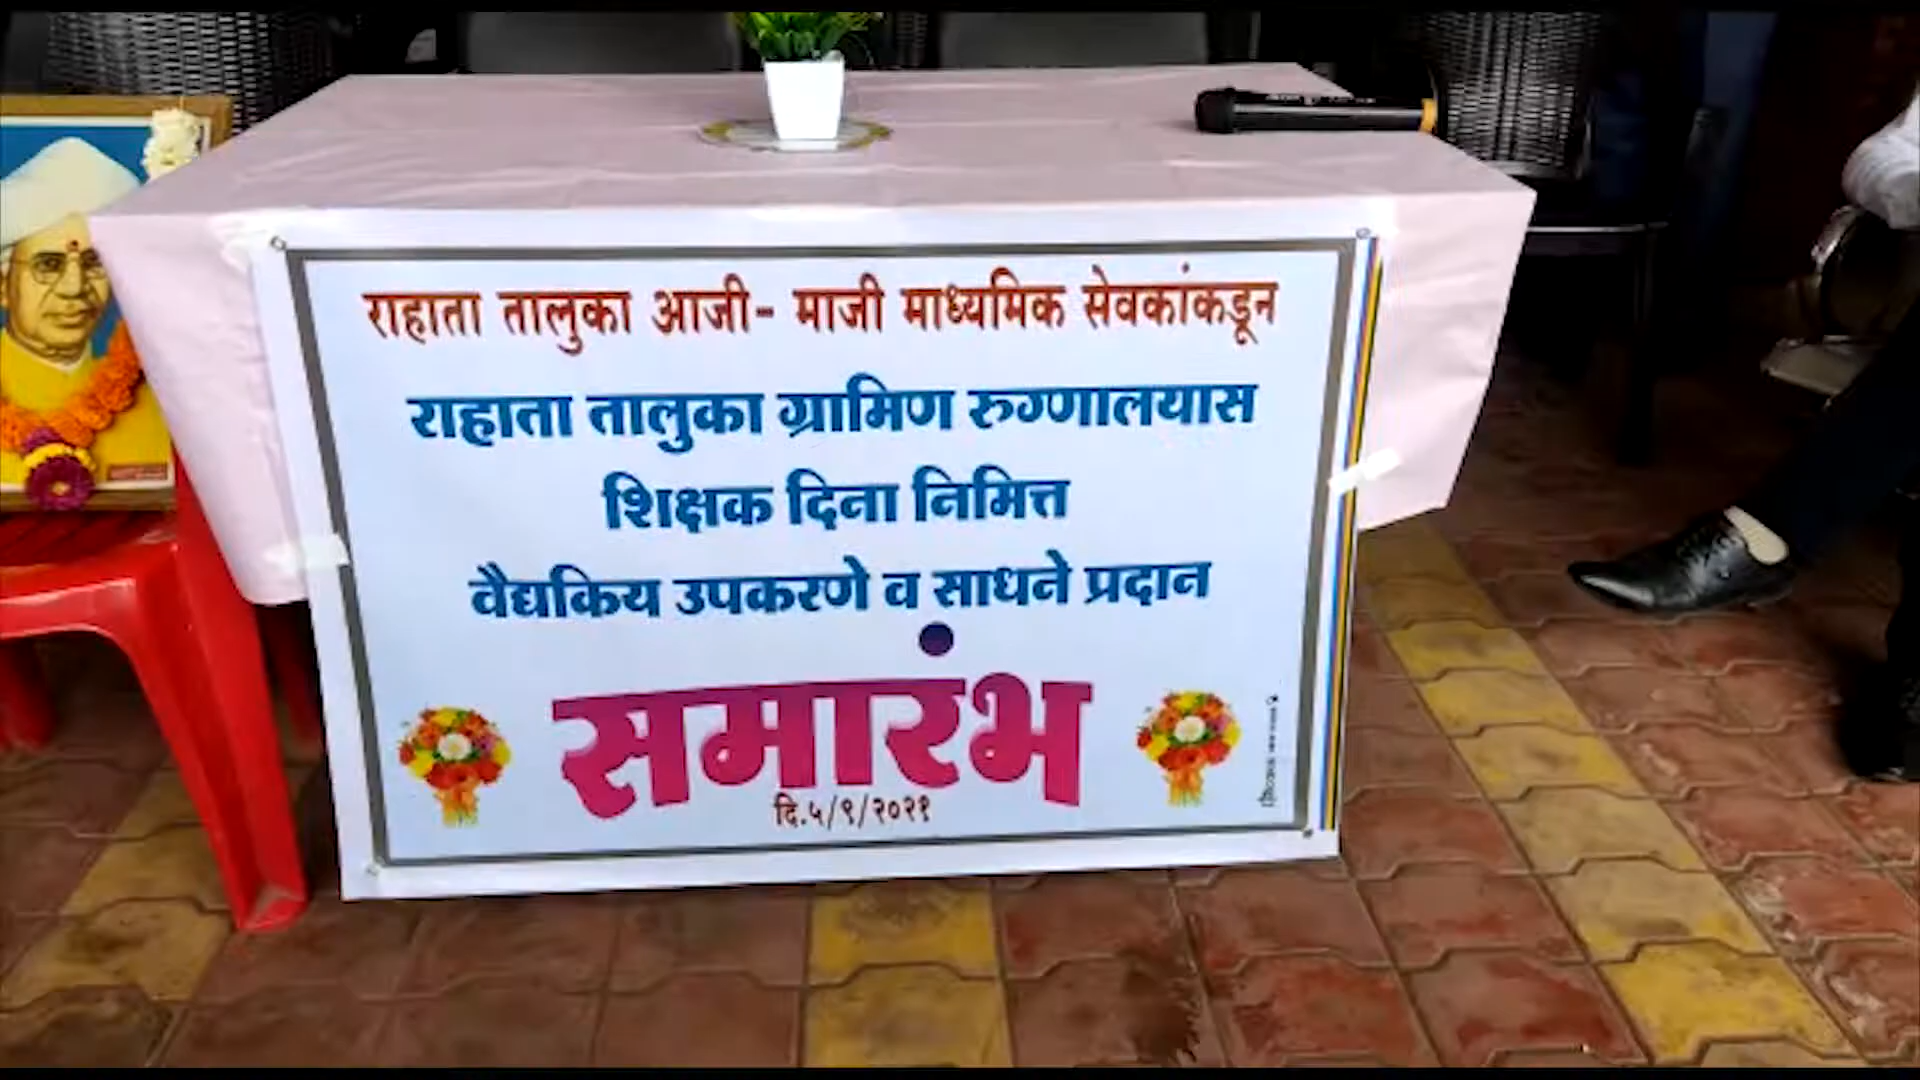 राहाता तालुका आजी- माजी माध्यमिक सेवकांकडून
राहाता तालुका ग्रामिण रुग्णालयास
शिक्षक दिना निमित्त
वैद्यकिय उपकरणे व साधने प्रदान
समारंभ
दि.५/९/२०२१